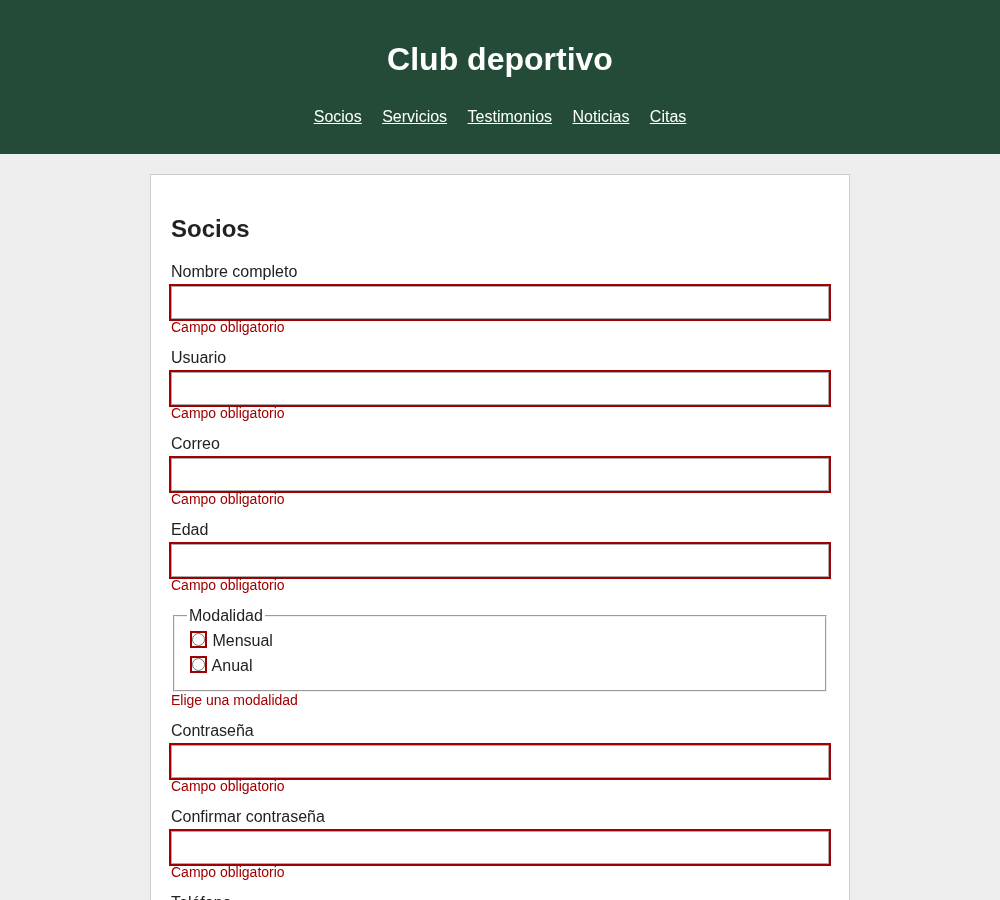 Club deportivo
Socios Servicios Testimonios Noticias Citas
Socios
Nombre completo
Campo obligatorio
Usuario
Campo obligatorio
Correo
Campo obligatorio
Edad
Campo obligatorio
Modalidad
Mensual
Anual
Elige una modalidad
Contraseña
Campo obligatorio
Confirmar contraseña
Campo obligatorio
Teléfono